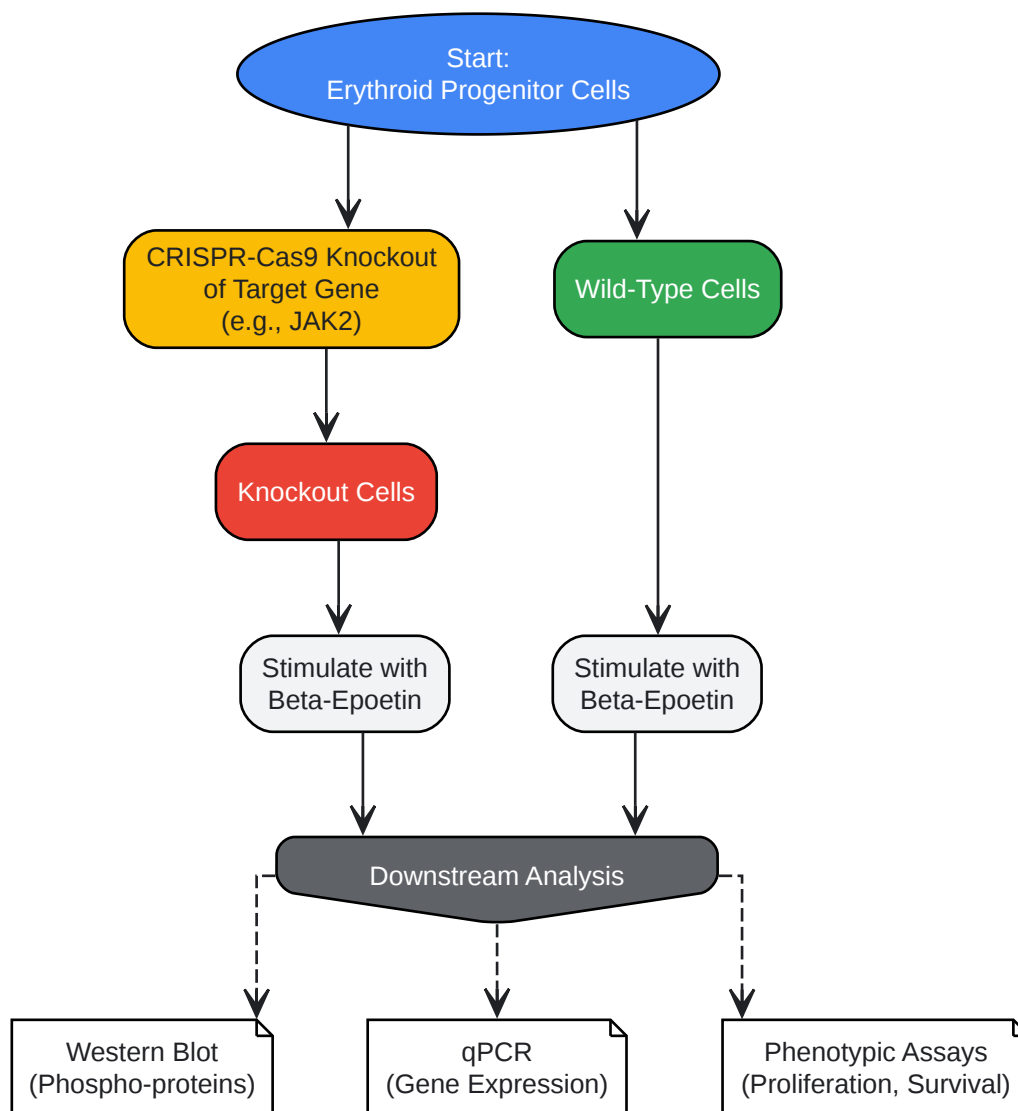 Start:
Erythroid Progenitor Cells
CRISPR-Cas9 Knockout
of Target Gene
(e.g., JAK2)
Wild-Type Cells
Knockout Cells
Stimulate with
Beta-Epoetin
Stimulate with
Beta-Epoetin
Downstream Analysis
Western Blot
(Phospho-proteins)
qPCR
(Gene Expression)
Phenotypic Assays
(Proliferation, Survival)